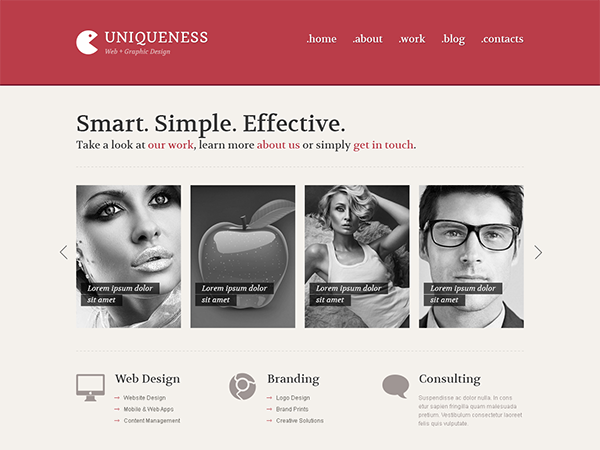 UNIQUENESS
Web + Graphic Design
.home .about .work .blog .contacts
Smart. Simple. Effective.
Take a look at our work, learn more about us or simply get in touch.
Lorem ipsum dolor
sit amet
Lorem ipsum dolor
sit amet
Lorem ipsum dolor
sit amet
Lorem ipsum dolor
sit amet
Web Design
Website Design
Mobile & Web Apps
Content Management
Branding
Logo Design
Brand Prints
Creative Solutions
Consulting
Suspendisse ac dolor nulla. In cons
etur sapien fringilla quam malesuada
pretium. Vestibulum consectetur laoreet
felis quis vulputate.